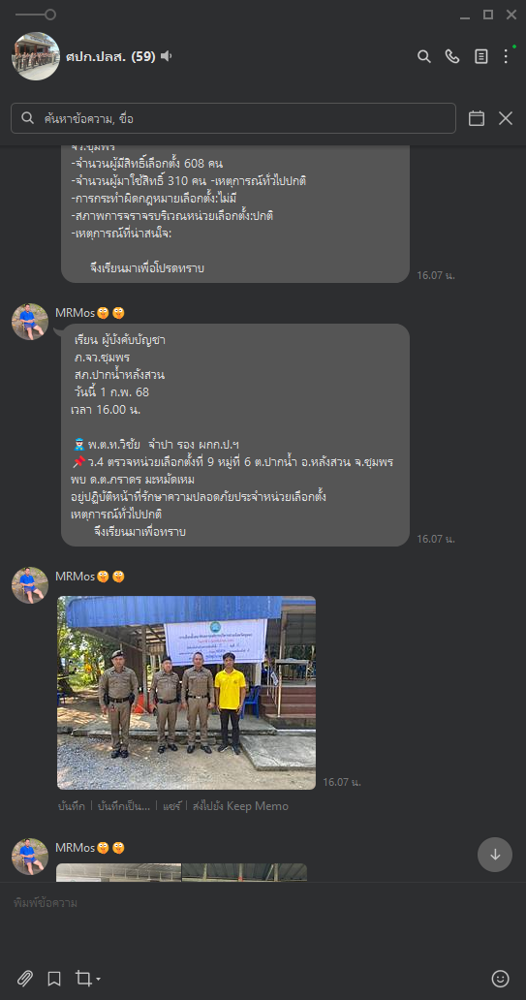 ศปก.ปลส. (59)
ค้นหาข้อความ, ชื่อ
จว.ชุมพร
-จำนวนผู้มีสิทธิ์เลือกตั้ง 608 คน
-จำนวนผู้มาใช้สิทธิ์ 310 คน -เหตุการณ์ทั่วไปปกติ
-การกระทำผิดกฎหมายเลือกตั้ง:ไม่มี
-สภาพการจราจรบริเวณหน่วยเลือกตั้ง:ปกติ
-เหตุการณ์ที่น่าสนใจ:
จึงเรียนมาเพื่อโปรดทราบ
16.07 น.
MRMos
เรียน ผู้บังคับบัญชา
ภ.จว.ชุมพร
สภ.ปากน้ำหลังสวน
วันนี้ 1 ก.พ. 68
เวลา 16.00 น.
พ.ต.ท.วิชัย จำปา รอง ผกก.ป.ฯ
ว.4 ตรวจหน่วยเลือกตั้งที่ 9 หมู่ที่ 6 ต.ปากน้ำ อ.หลังสวน จ.ชุมพร
พบ ด.ต.ภราดร มะหมัดเหม
อยู่ปฏิบัติหน้าที่รักษาความปลอดภัยประจำหน่วยเลือกตั้ง
เหตุการณ์ทั่วไปปกติ
จึงเรียนมาเพื่อทราบ
16.07 น.
MRMos
16.07 น.
บันทึก | บันทึกเป็น... | แชร์ | ส่งไปยัง Keep Memo
MRMos
พิมพ์ข้อความ